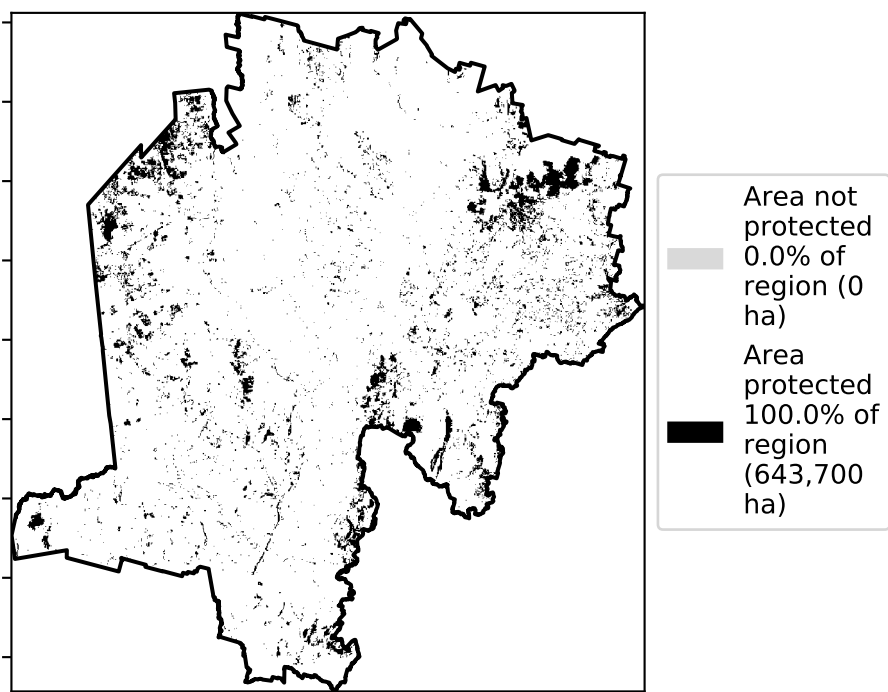 Area not
protected
0.0% of
region (0
ha)
Area
protected
100.0% of
region
(643,700
ha)